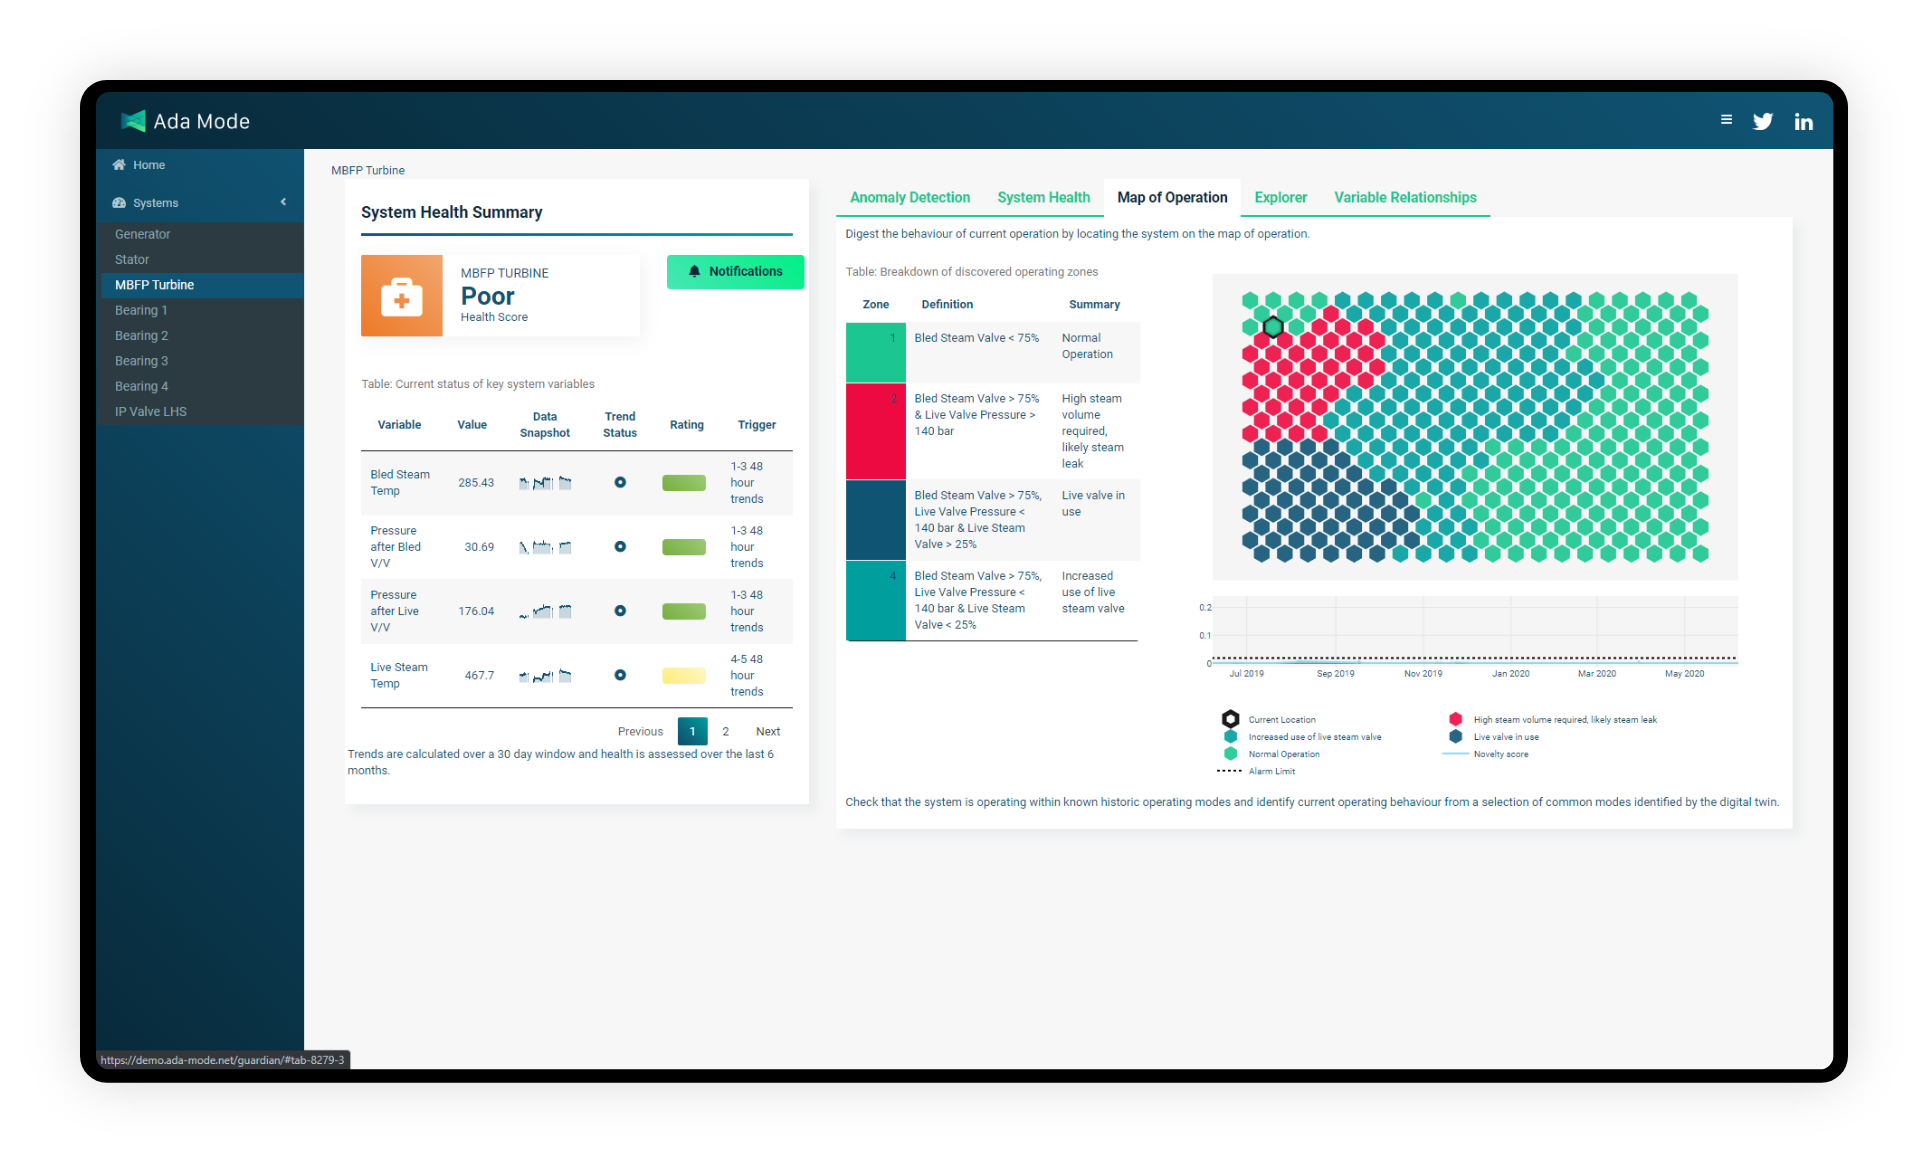 Ada Mode
Home
Systems
Generator
Stator
MBFP Turbine
Bearing 1
Bearing 2
Bearing 3
Bearing 4
IP Valve LHS
https://demo.ada-mode.net/guardian/#tab-8279-3
MBFP Turbine
System Health Summary
MBFP TURBINE
Poor
Health Score
Notifications
Table: Current status of key system variables
Variable Value Data Snapshot Trend Status Rating Trigger
Bled Steam Temp 285.43 1-3 48 hour trends
Pressure after Bled V/V 30.69 1-3 48 hour trends
Pressure after Live V/V 176.04 1-3 48 hour trends
Live Steam Temp 467.7 4-5 48 hour trends
Previous 1 2 Next
Trends are calculated over a 30 day window and health is assessed over the last 6
months.
Anomaly Detection System Health Map of Operation Explorer Variable Relationships
Digest the behaviour of current operation by locating the system on the map of operation.
Table: Breakdown of discovered operating zones
Zone Definition Summary
1 Bled Steam Valve < 75% Normal Operation
2 Bled Steam Valve > 75% & Live Valve Pressure > 140 bar High steam volume required, likely steam leak
Bled Steam Valve > 75%, Live Valve Pressure < 140 bar & Live Steam Valve > 25% Live valve in use
4 Bled Steam Valve > 75%, Live Valve Pressure < 140 bar & Live Steam Valve < 25% Increased use of live steam valve
0.2
0.1
0
Jul 2019 Sep 2019 Nov 2019 Jan 2020 Mar 2020 May 2020
Current Location
Increased use of live steam valve
Normal Operation
Alarm Limit
High steam volume required, likely steam leak
Live valve in use
Novelty score
Check that the system is operating within known historic operating modes and identify current operating behaviour from a selection of common modes identified by the digital twin.